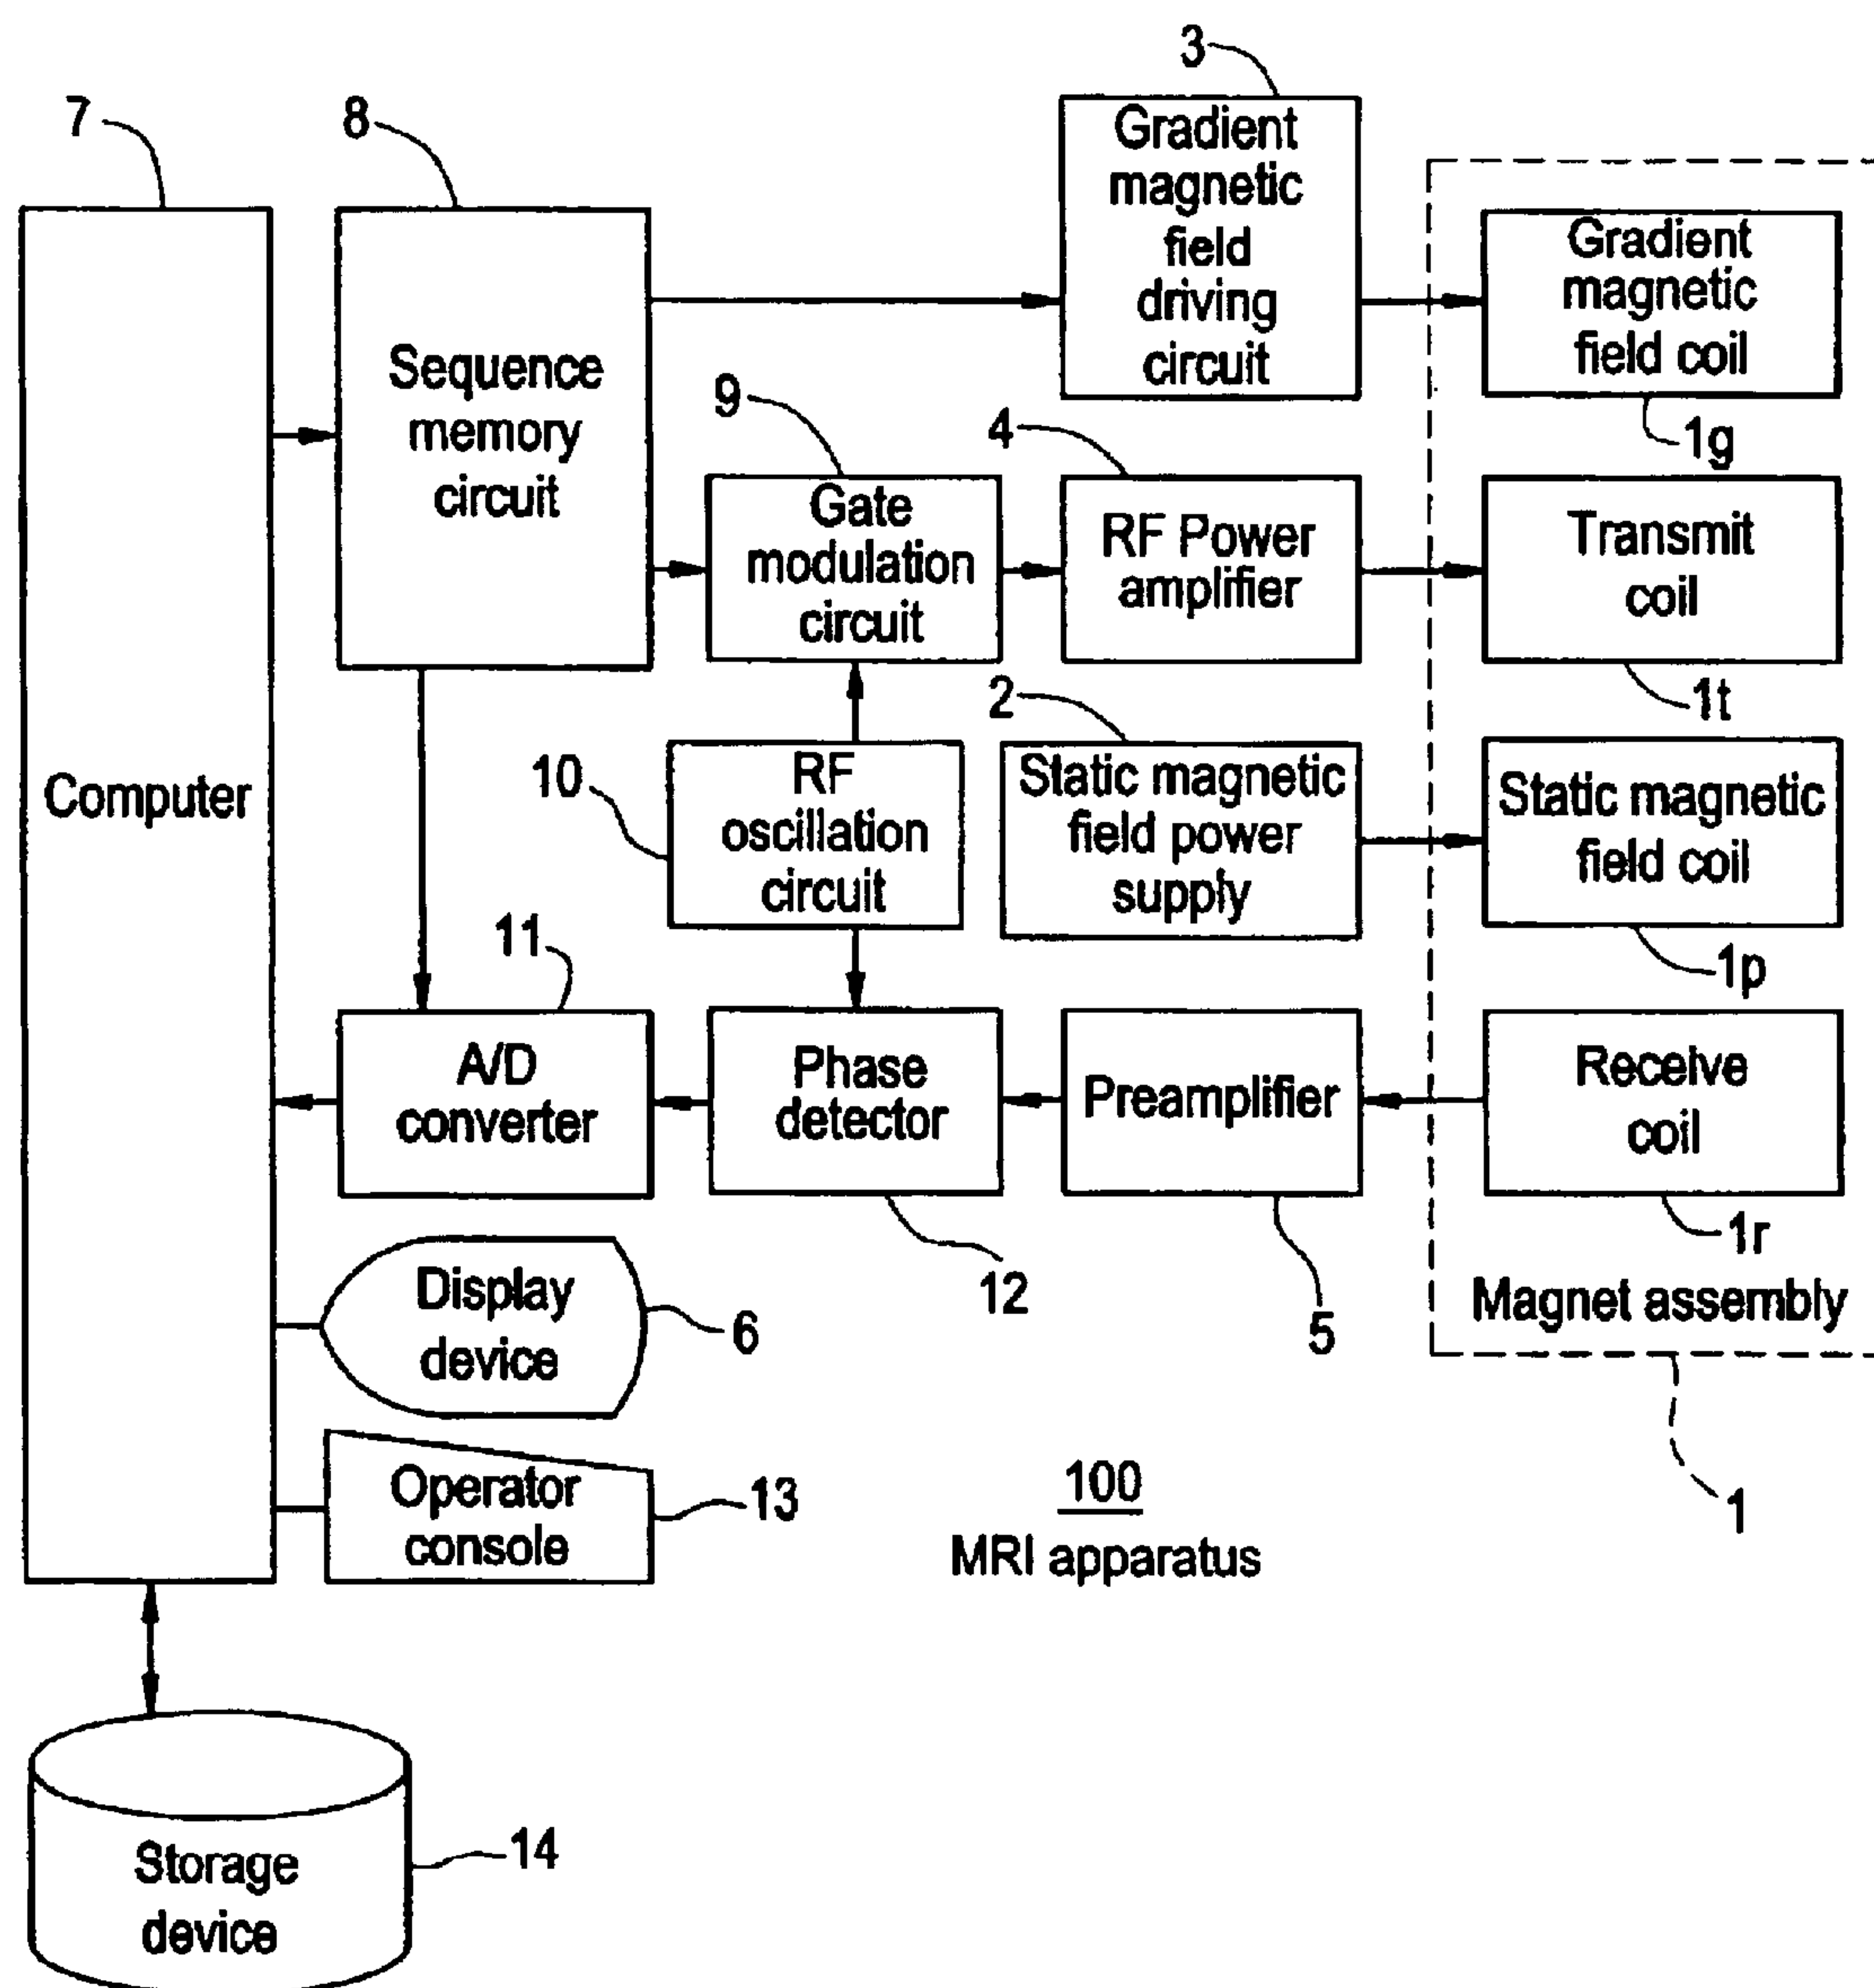 3
7
8
Gradient
magnetic
field
driving
circuit
Gradient
magnetic
field coil
1g
Sequence
memory
circuit
9
4
Gate
modulation
circuit
RF Power
amplifier
Transmit
coil
1t
2
Computer
10
RF
oscillation
circuit
Static magnetic
field power
supply
Static magnetic
field coil
1p
11
A/D
converter
Phase
detector
Preamplifier
Receive
coil
1r
12
5
Magnet assembly
1
Display
device
6
Operator
console
13
100
MRI apparatus
Storage
device
14